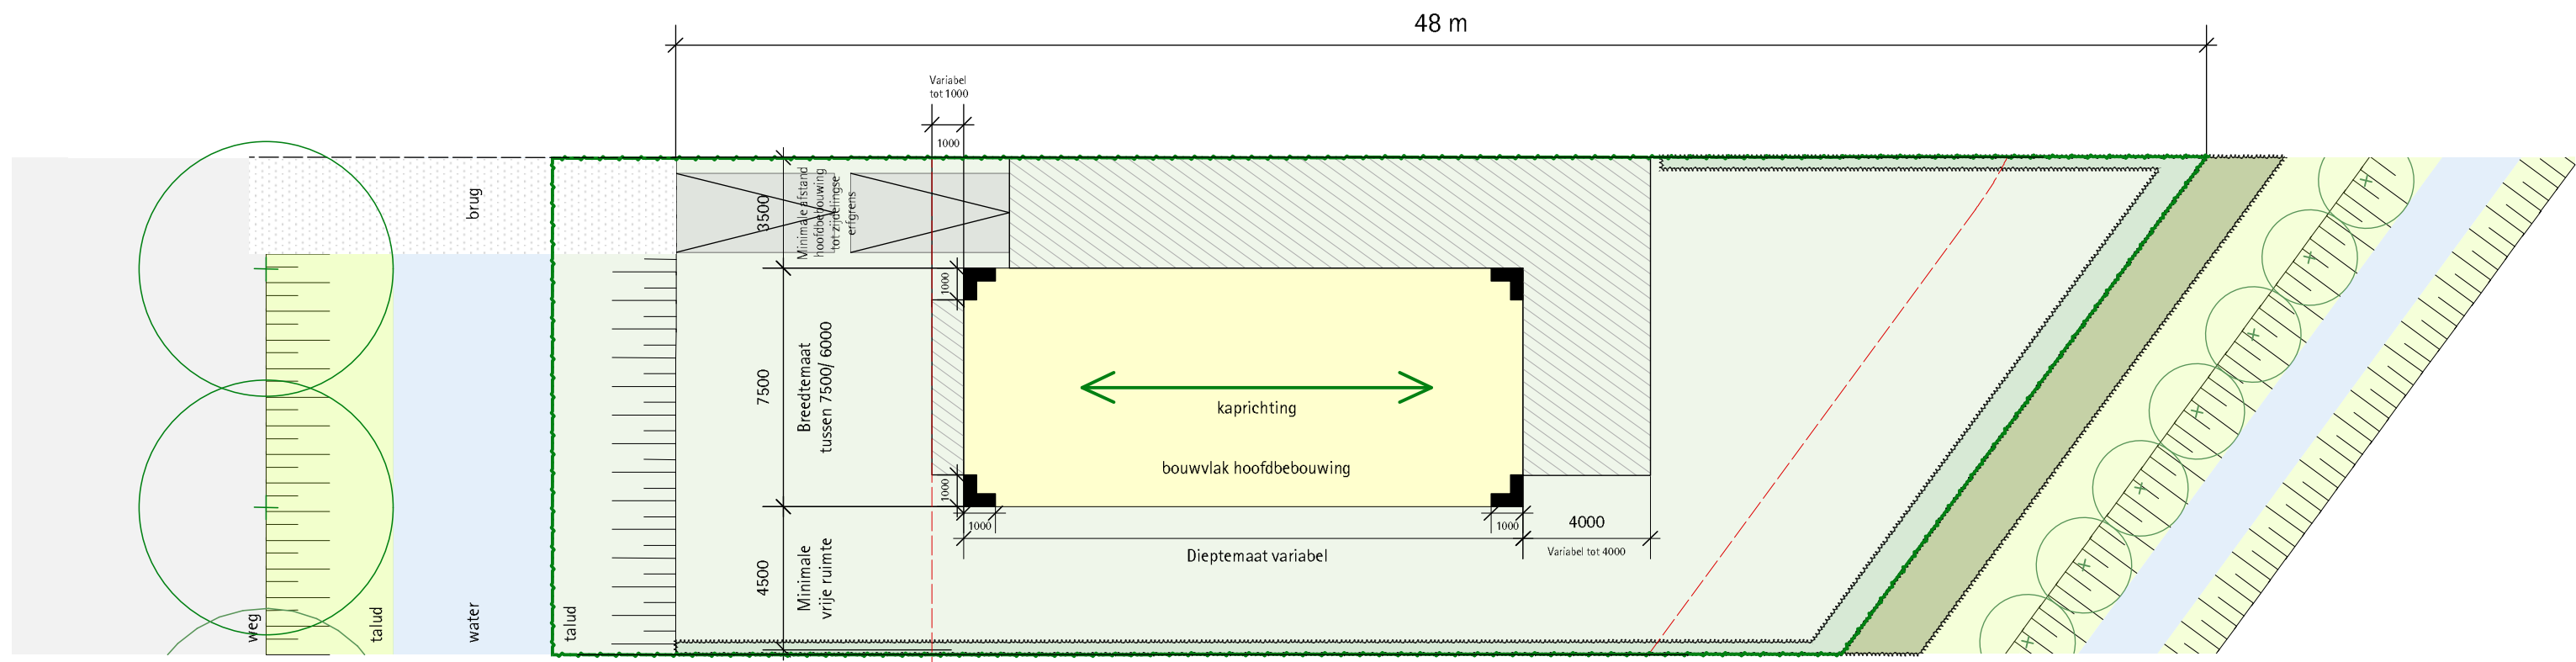 48 m
Variabel
tot 1000
1000
brug
3500
Minimale afstand
hoofdbebouwing
tot zijdelingse
erfgrens
1000
7500
Breedtemaat
tussen 7500/ 6000
kaprichting
bouwvlak hoofdbebouwing
1000
1000
1000
4000
Dieptemaat variabel
Variabel tot 4000
4500
Minimale
vrije ruimte
weg
talud
water
talud